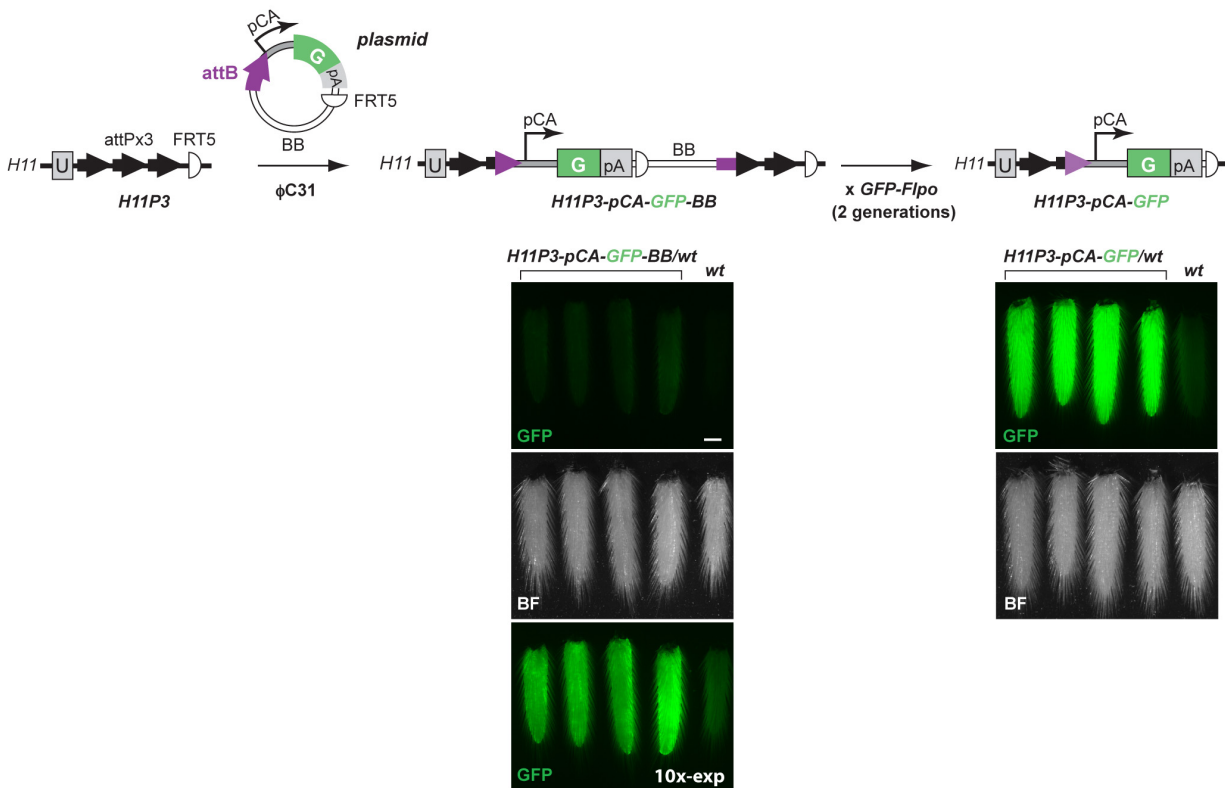 pCA
plasmid
G
pA
attB
FRT5
BB
H11
U
attPx3
FRT5
H11P3
ϕC31
H11
U
pCA
G
pA
BB
H11P3-pCA-GFP-BB
x GFP-Flpo
(2 generations)
H11
U
pCA
G
pA
H11P3-pCA-GFP
H11P3-pCA-GFP-BB/wt
wt
GFP
BF
GFP
10x-exp
H11P3-pCA-GFP/wt
wt
GFP
BF